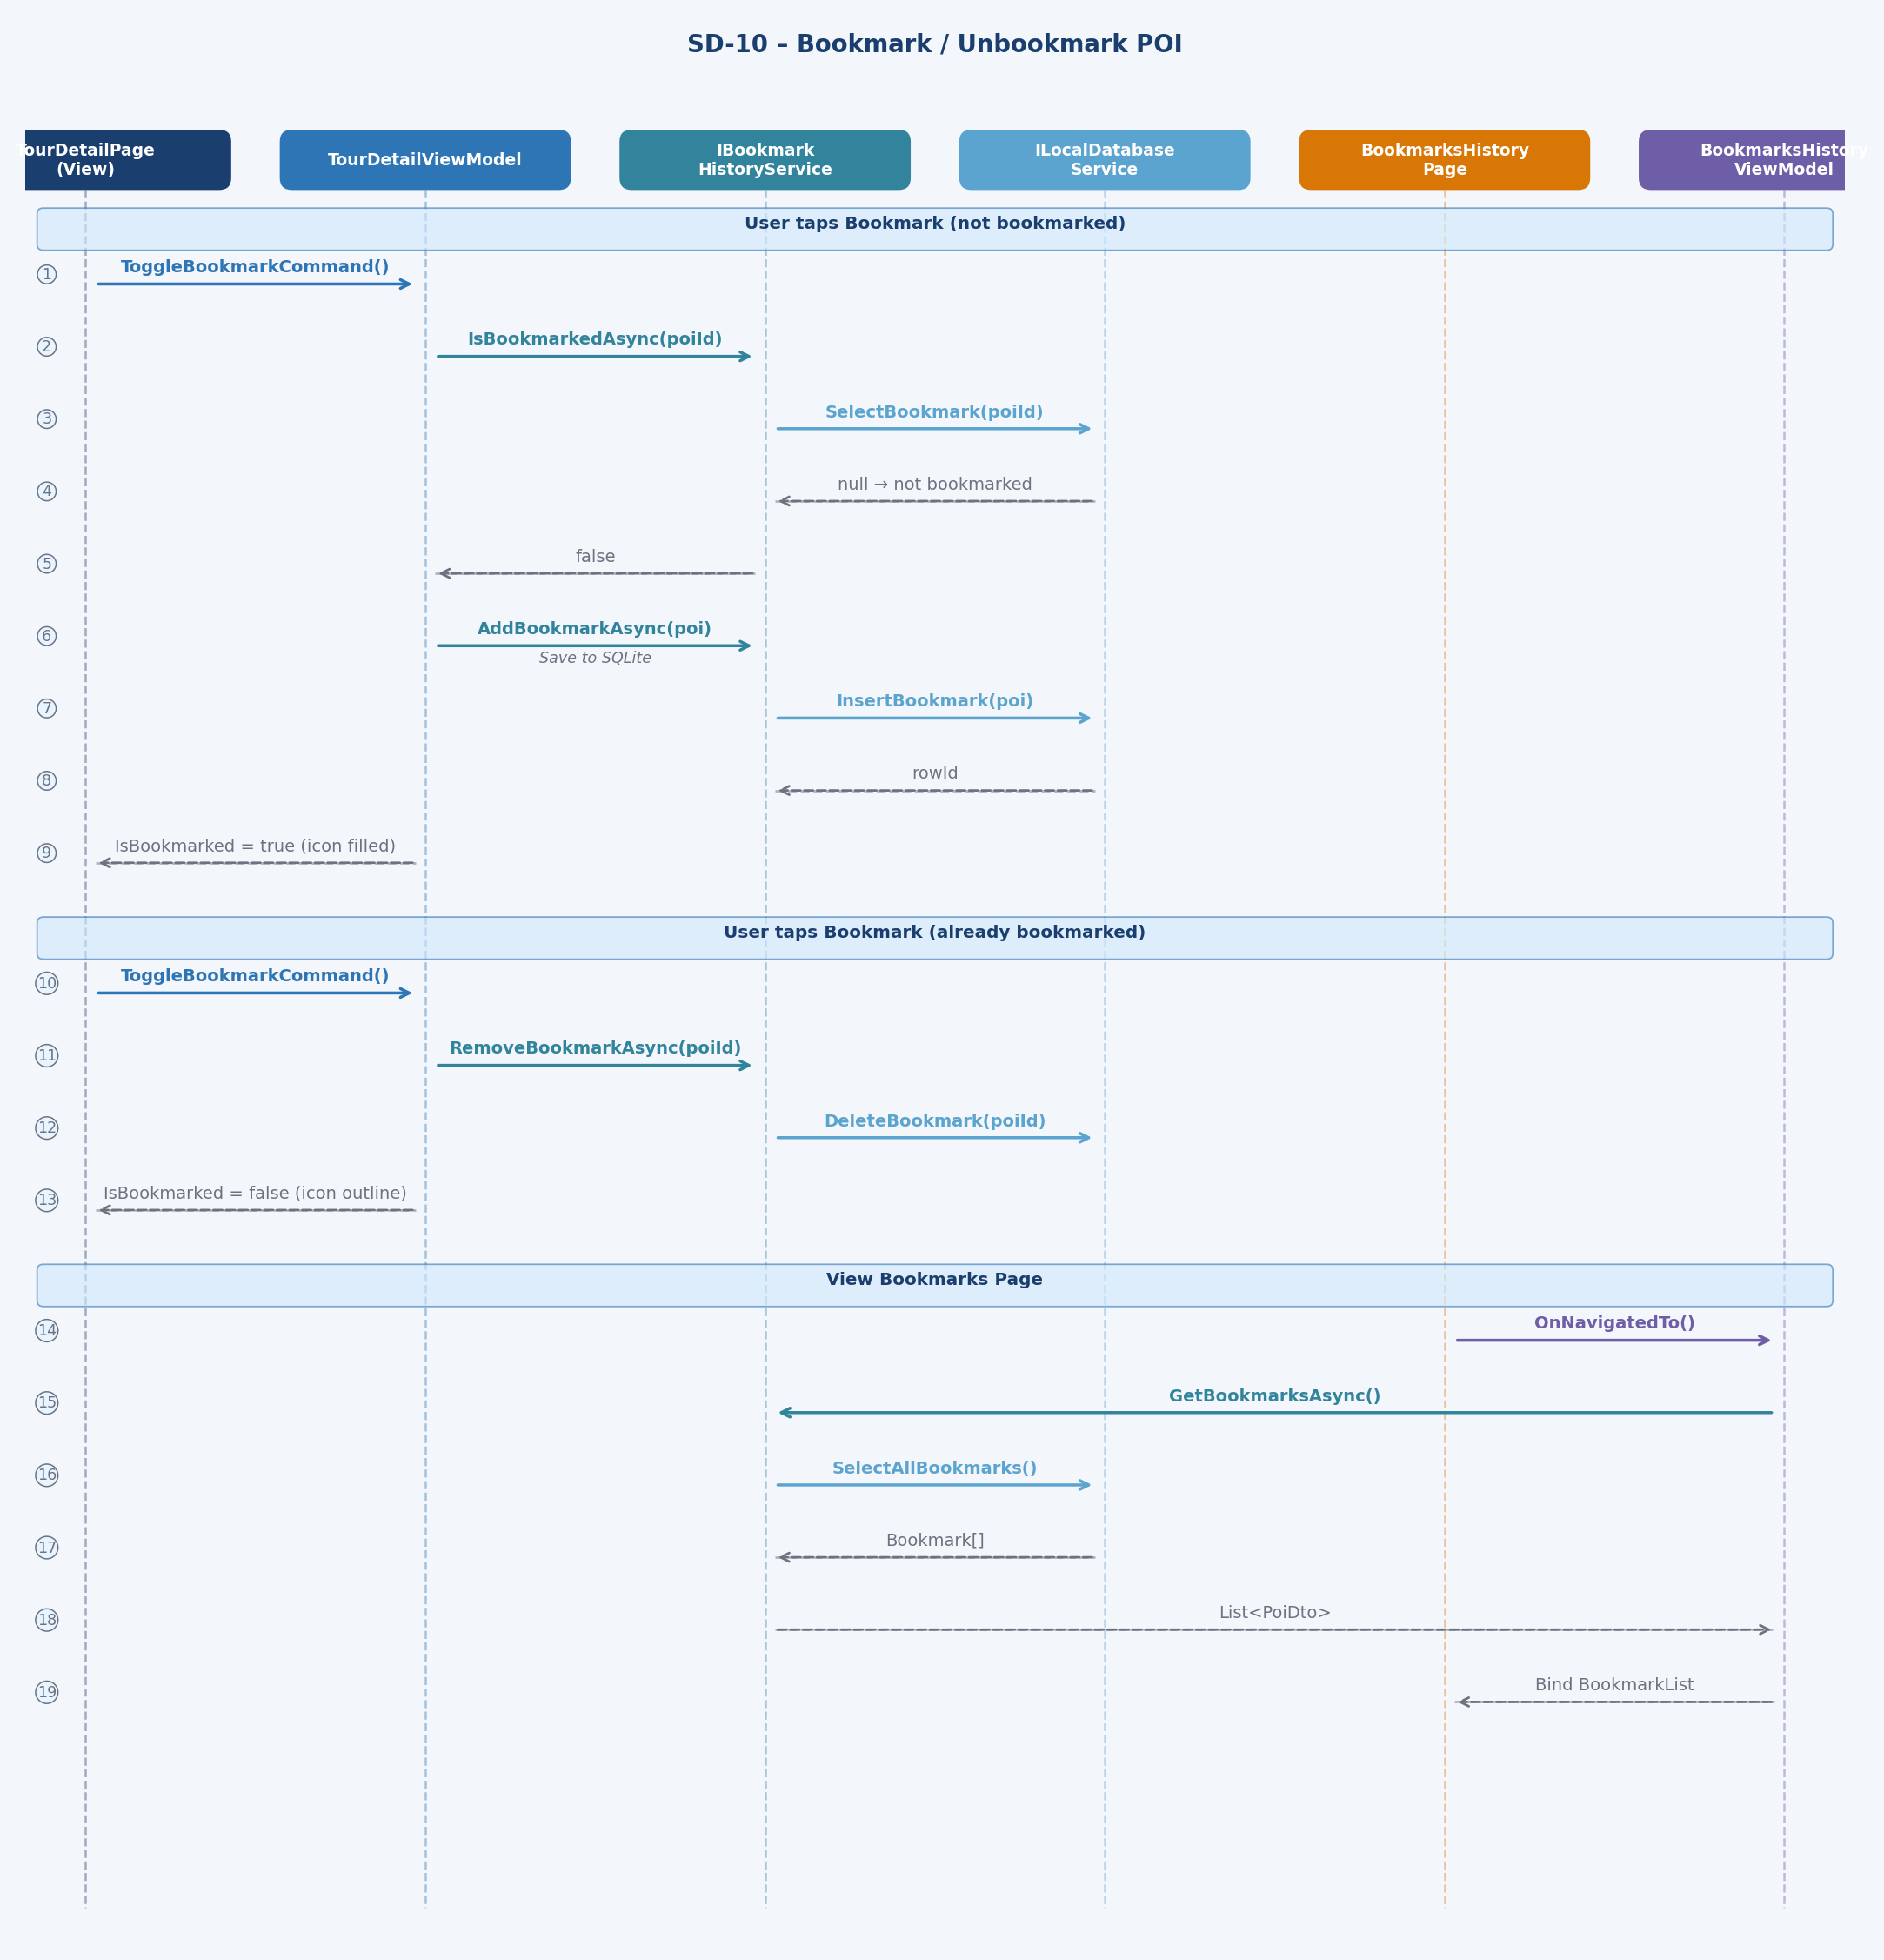 SD-10 – Bookmark / Unbookmark POI
TourDetailPage
(View)
TourDetailViewModel
IBookmark
HistoryService
ILocalDatabase
Service
BookmarksHistory
Page
BookmarksHistory
ViewModel
User taps Bookmark (not bookmarked)
1 ToggleBookmarkCommand()
2 IsBookmarkedAsync(poiId)
3 SelectBookmark(poiId)
4 null → not bookmarked
5 false
6 AddBookmarkAsync(poi)
Save to SQLite
7 InsertBookmark(poi)
8 rowId
9 IsBookmarked = true (icon filled)
User taps Bookmark (already bookmarked)
10 ToggleBookmarkCommand()
11 RemoveBookmarkAsync(poiId)
12 DeleteBookmark(poiId)
13 IsBookmarked = false (icon outline)
View Bookmarks Page
14 OnNavigatedTo()
15 GetBookmarksAsync()
16 SelectAllBookmarks()
17 Bookmark[]
18 List<PoiDto>
19 Bind BookmarkList